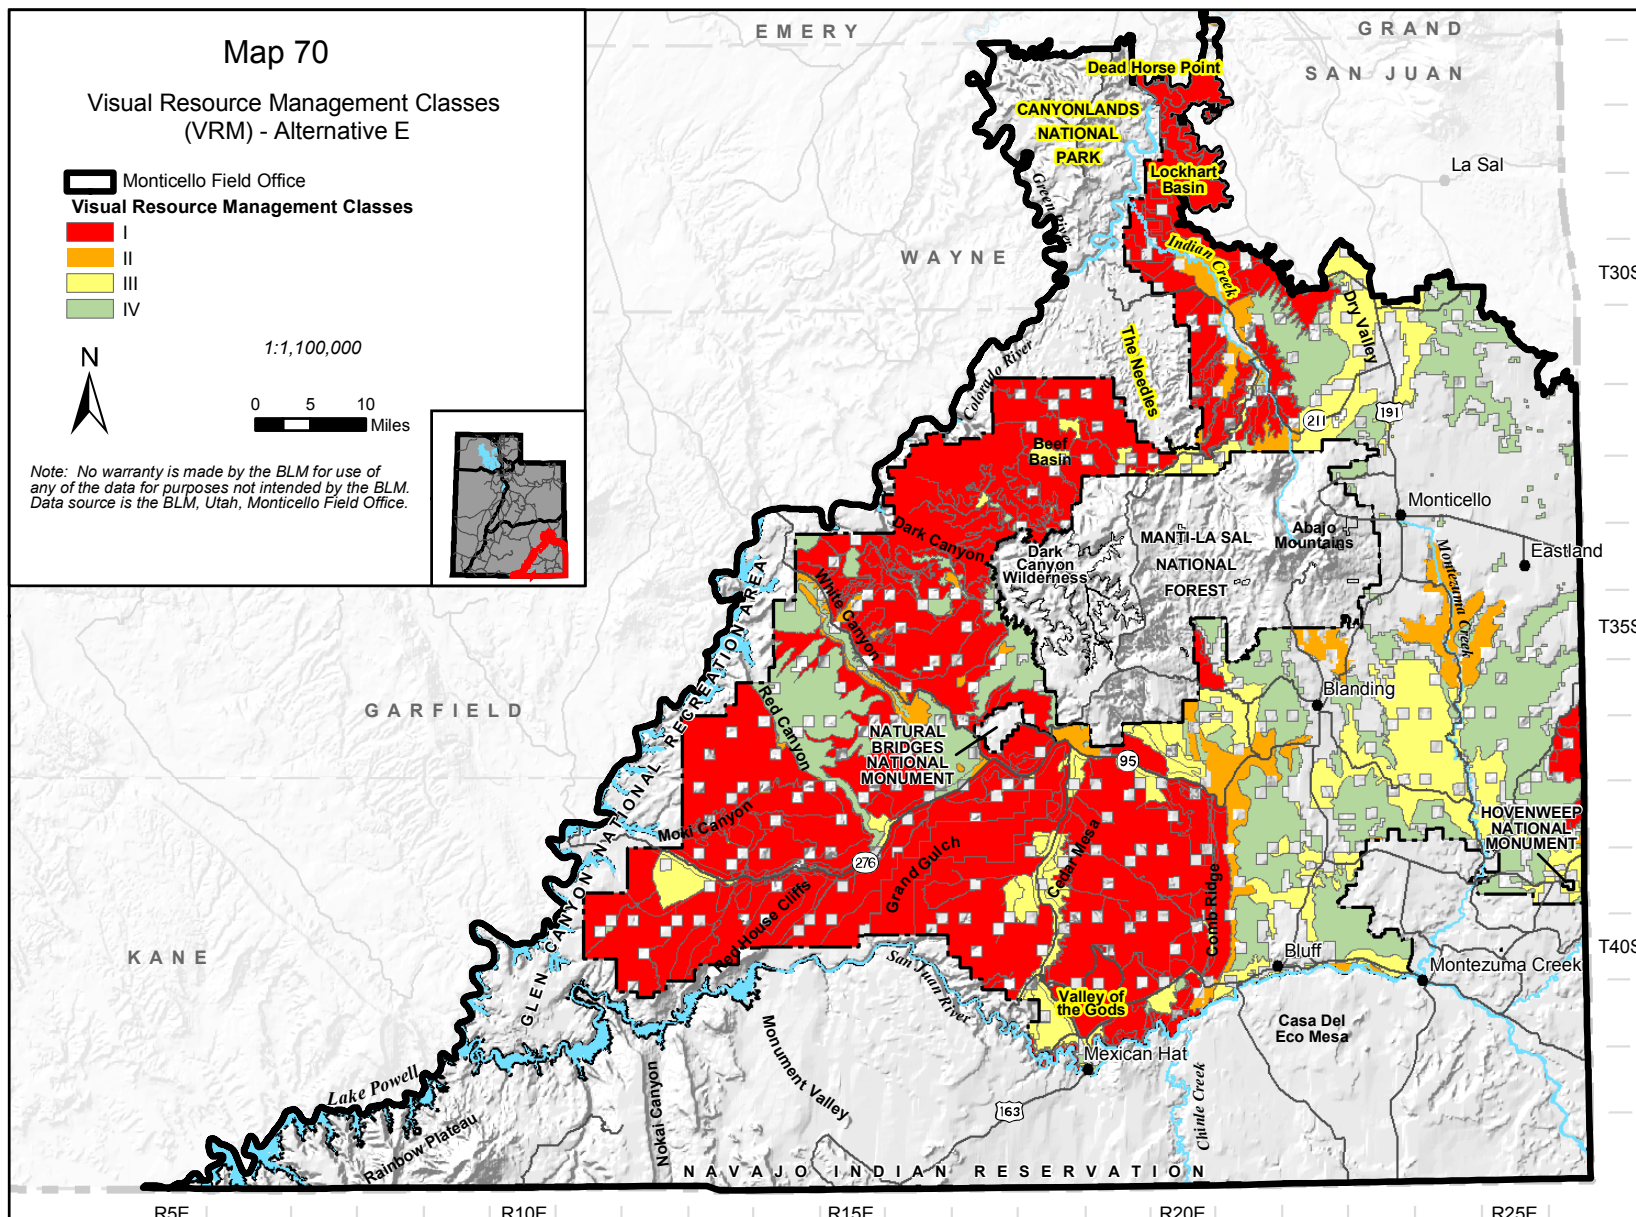 Map 70
Visual Resource Management Classes
(VRM) - Alternative E
Monticello Field Office
Visual Resource Management Classes
I
II
III
IV
N
1:1,100,000
0 5 10
Miles
Note: No warranty is made by the BLM for use of
any of the data for purposes not intended by the BLM.
Data source is the BLM, Utah, Monticello Field Office.
EMERY
GRAND
SAN JUAN
Dead Horse Point
CANYONLANDS
NATIONAL
PARK
Lockhart
Basin
La Sal
Green River
WAYNE
Indian Creek
T30S
Dry Valley
The Needles
Colorado River
211
191
Beef
Basin
Monticello
Dark Canyon
Dark
Canyon
Wilderness
MANTI-LA SAL
NATIONAL
FOREST
Abajo
Mountains
Eastland
Montezuma Creek
White Canyon
T35S
GLEN CANYON NATIONAL RECREATION AREA
Red Canyon
Blanding
GARFIELD
NATURAL
BRIDGES
NATIONAL
MONUMENT
95
Moki Canyon
HOVENWEEP
NATIONAL
MONUMENT
276
Grand Gulch
Cedar Mesa
Red House Cliffs
Comb Ridge
KANE
T40S
Bluff
Montezuma Creek
San Juan River
Valley of
the Gods
Casa Del
Eco Mesa
Mexican Hat
Monument Valley
Lake Powell
Nokai Canyon
Chinle Creek
163
Rainbow Plateau
NAVAJO INDIAN RESERVATION
R5E R10E R15E R20E R25E